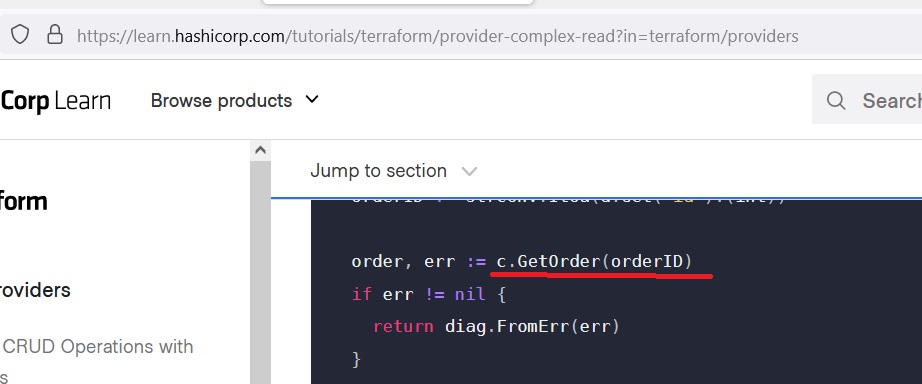 https://learn.hashicorp.com/tutorials/terraform/provider-complex-read?in=terraform/providers
Corp Learn
Browse products
Search
Jump to section
form
order, err := c.GetOrder(orderID)
roviders
if err != nil {
return diag.FromErr(err)
CRUD Operations with
}
s